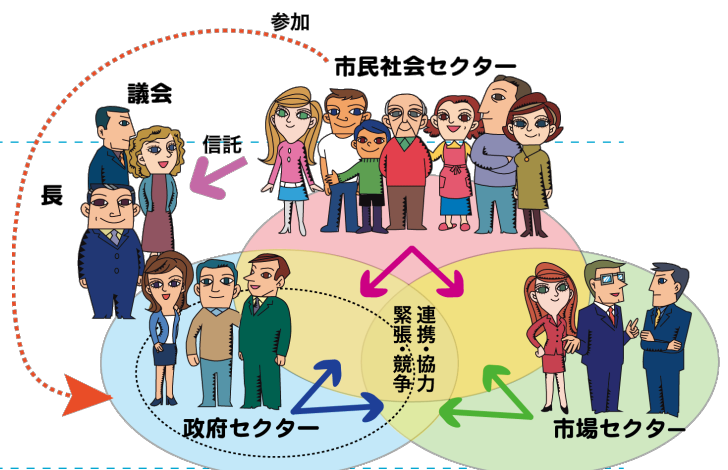 参加
市民社会セクター
議会
信託
長
連携・協力
緊張・競争
政府セクター
市場セクター